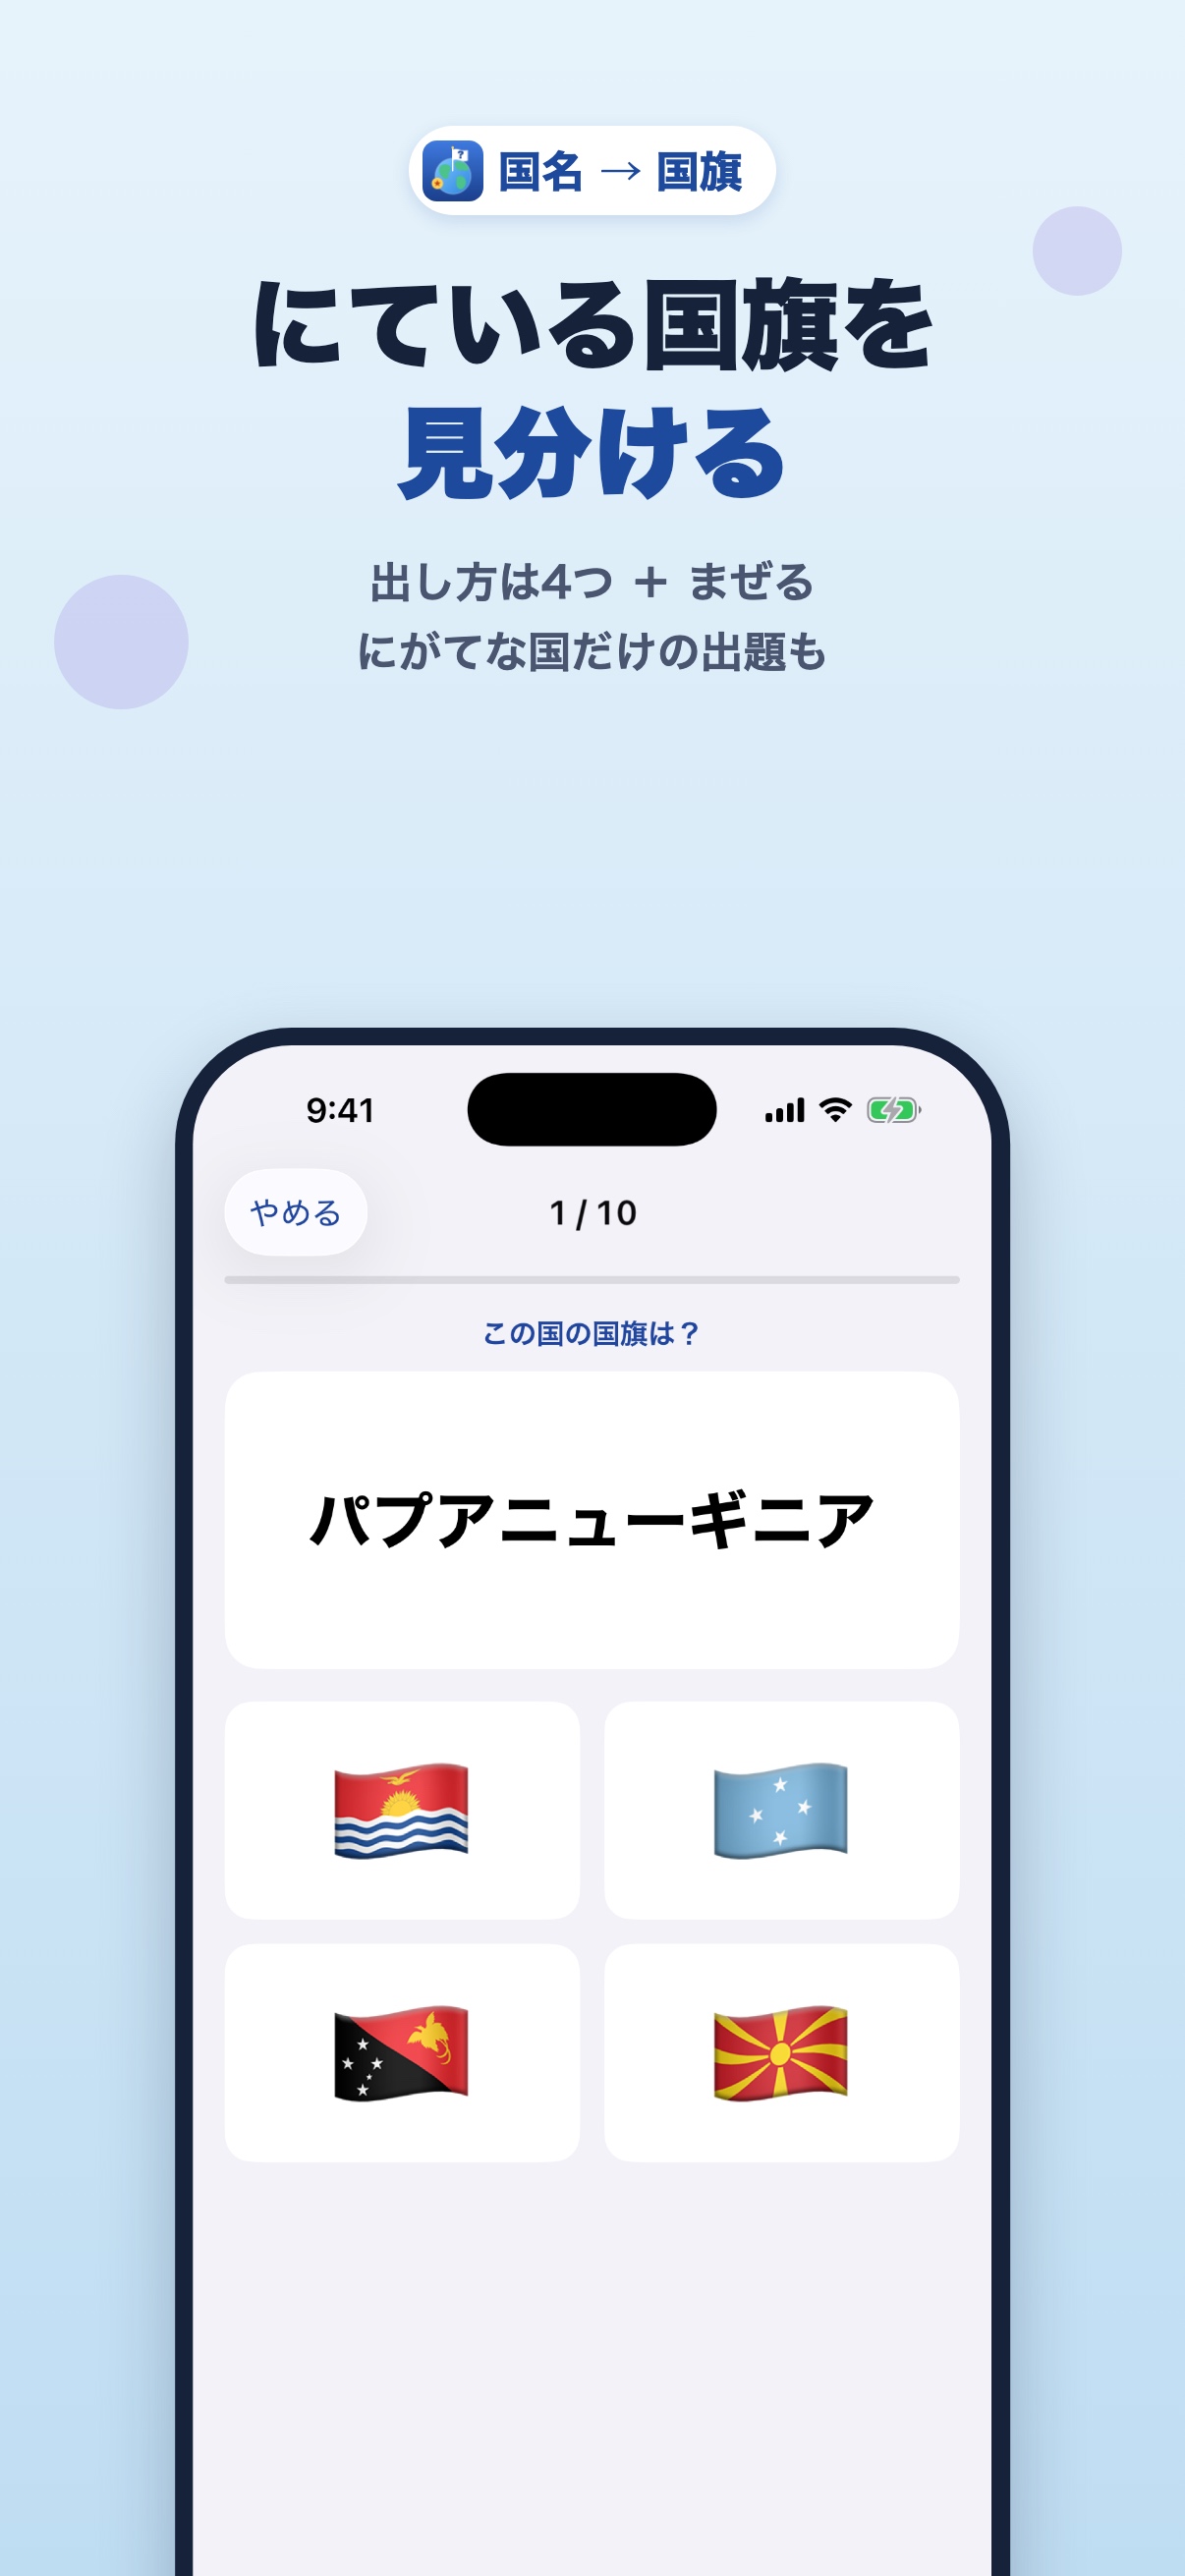 国名 → 国旗
にている国旗を
見分ける
出し方は4つ ＋ まぜる
にがてな国だけの出題も
9:41
やめる
1 / 10
この国の国旗は？
パプアニューギニア